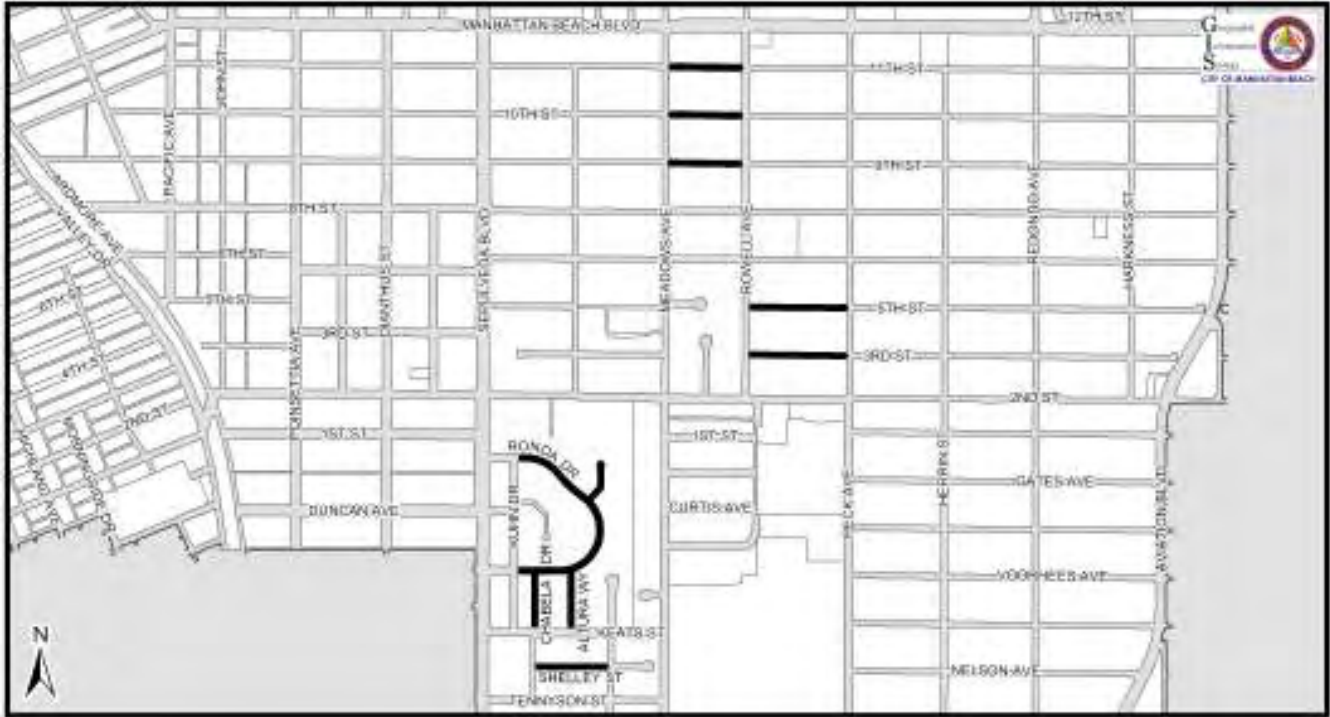 MANHATTAN BEACH BLVD
12TH ST
CITY OF MANHATTAN BEACH
11TH ST
JOHN ST
10TH ST
PACIFIC AVE
9TH ST
ARDMORE AVE
VALLEY DR
8TH ST
SEPULVEDA BLVD
MEADOWS AVE
ROWELL AVE
REDONDO AVE
HARKNESS ST
DIANTHUS ST
6TH ST
5TH ST
5TH ST
POINSETTIA AVE
3RD ST
3RD ST
4TH ST
2ND ST
2ND ST
1ST ST
1ST ST
RONDA DR
DUNCAN AVE
KUHN DR
CURTIS AVE
PECK AVE
HERRIN S
GATES AVE
AVIATION BLVD
VOORHEES AVE
CHABELA DR
ALTURA WY
KEATS ST
SHELLEY ST
NELSON AVE
TENNYSON ST
N